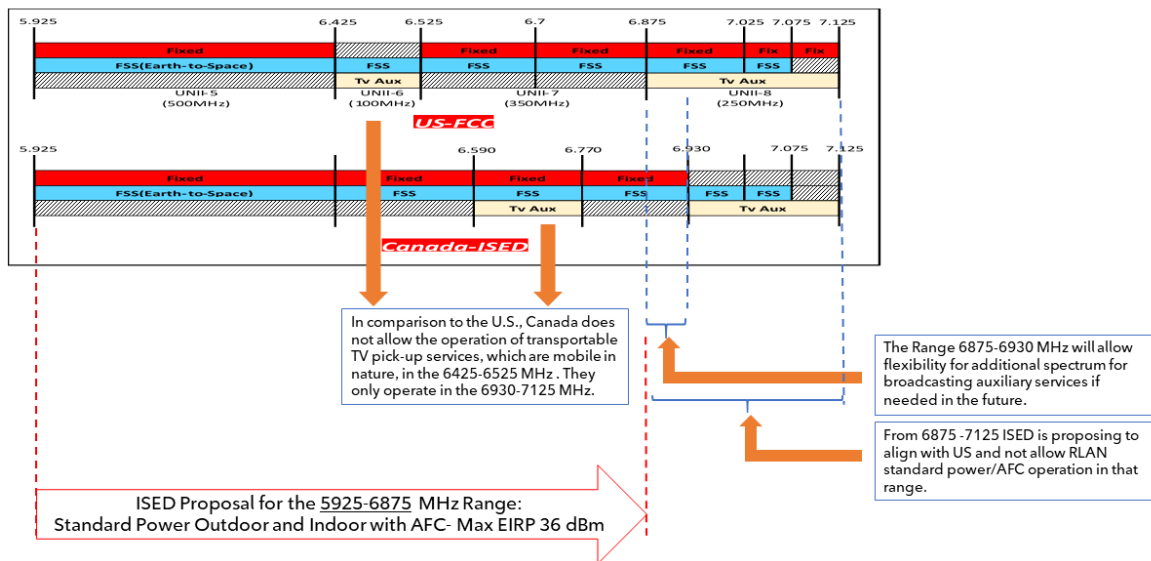 5.925 6.425 6.525 6.7 6.875 7.025 7.075 7.125
Fixed Fixed Fixed Fixed Fix Fix
FSS(Earth-to-Space) FSS FSS FSS FSS FSS
Tv Aux Tv Aux
UNII-5 UNII-6 UNII-7 UNII-8
(500MHz) (100MHz) (350MHz) (250MHz)
US-FCC
5.925 6.590 6.770 6.930 7.075 7.125
Fixed Fixed Fixed Fixed
FSS(Earth-to-Space) FSS FSS FSS FSS FSS
Tv Aux Tv Aux
Canada-ISED
In comparison to the U.S., Canada does
not allow the operation of transportable
TV pick-up services, which are mobile in
nature, in the 6425-6525 MHz . They
only operate in the 6930-7125 MHz.
The Range 6875-6930 MHz will allow
flexibility for additional spectrum for
broadcasting auxiliary services if
needed in the future.
From 6875 -7125 ISED is proposing to
align with US and not allow RLAN
standard power/AFC operation in that
range.
ISED Proposal for the 5925-6875 MHz Range:
Standard Power Outdoor and Indoor with AFC- Max EIRP 36 dBm